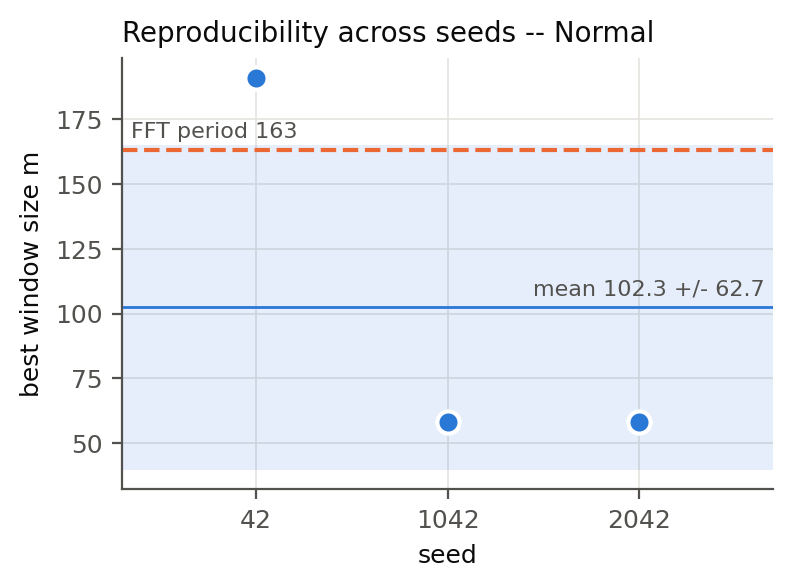 Reproducibility across seeds -- Normal
175
FFT period 163
150
125
mean 102.3 +/- 62.7
100
75
50
best window size m
42 1042 2042
seed